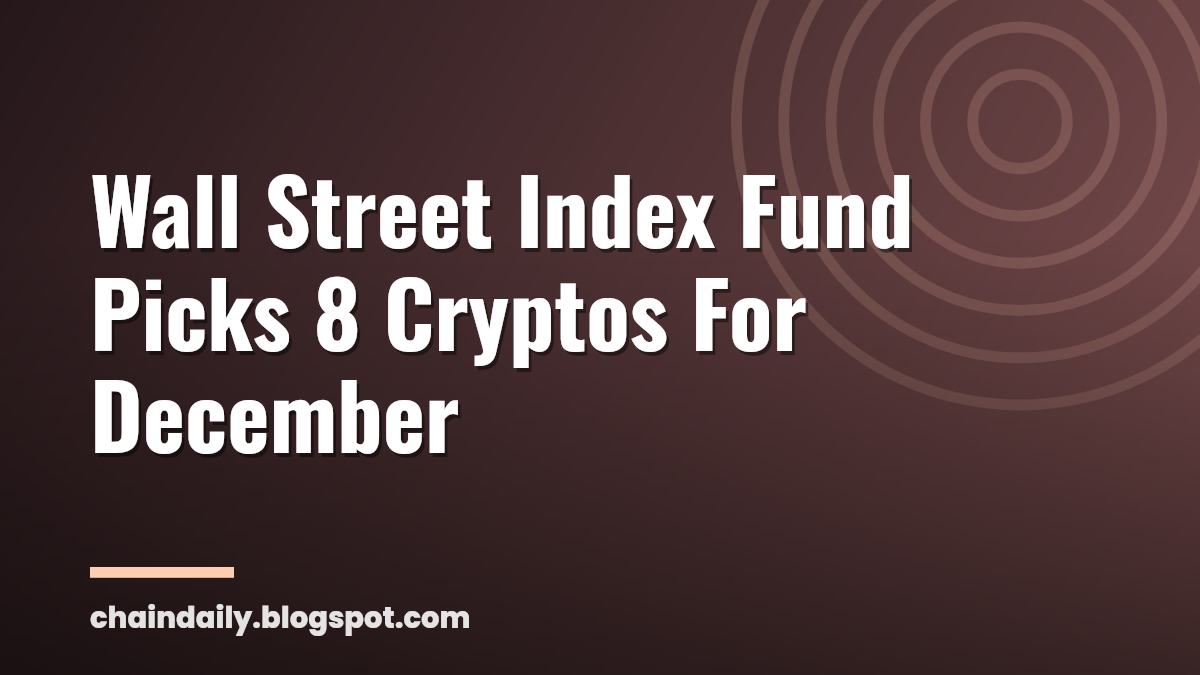 Wall Street Index Fund
Picks 8 Cryptos For
December
chaindaily.blogspot.com